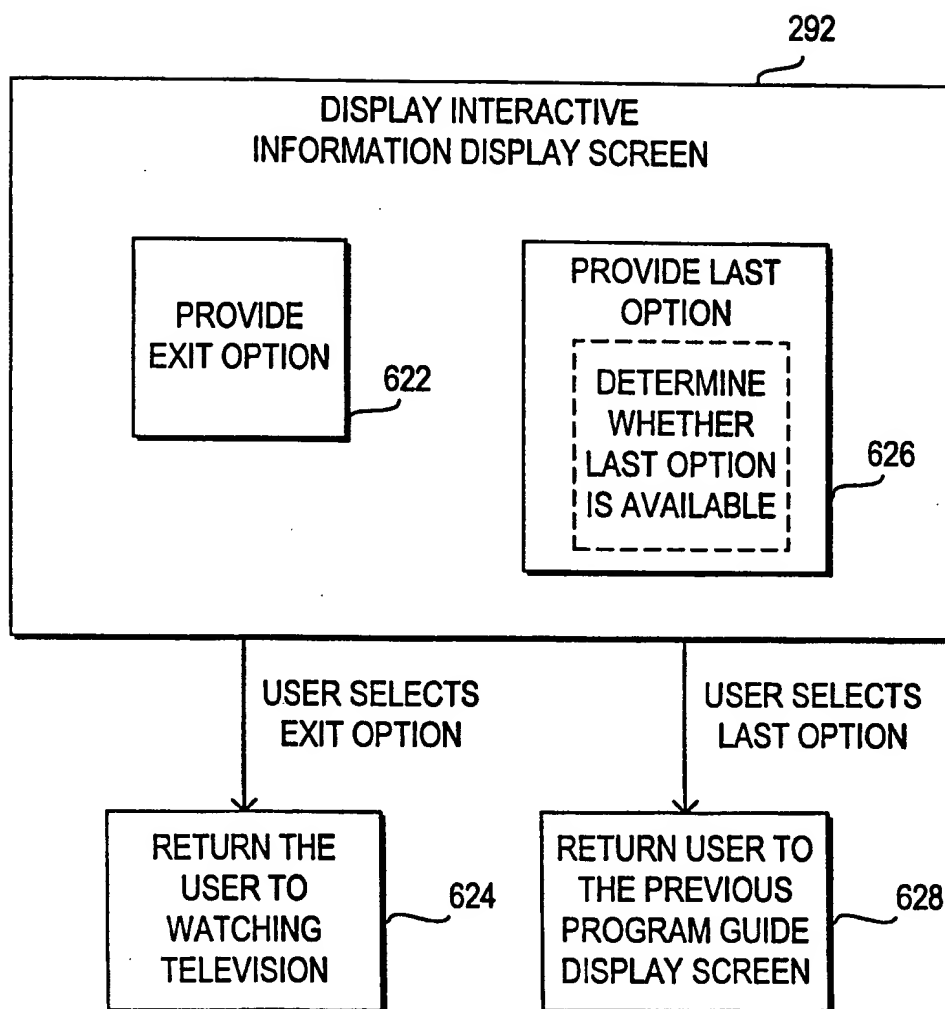 292
DISPLAY INTERACTIVE
INFORMATION DISPLAY SCREEN
PROVIDE
EXIT OPTION
622
PROVIDE LAST
OPTION
DETERMINE
WHETHER
LAST OPTION
IS AVAILABLE
626
USER SELECTS
EXIT OPTION
USER SELECTS
LAST OPTION
RETURN THE
USER TO
WATCHING
TELEVISION
624
RETURN USER TO
THE PREVIOUS
PROGRAM GUIDE
DISPLAY SCREEN
628